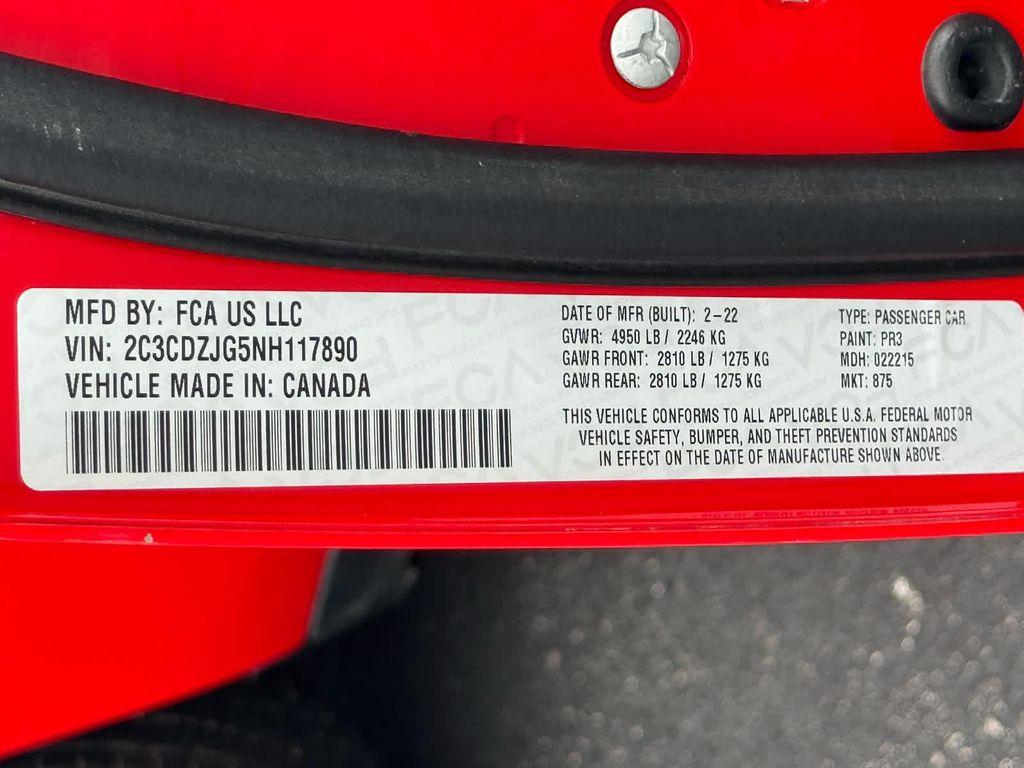 MFD BY: FCA US LLC
VIN: 2C3CDZJG5NH117890
VEHICLE MADE IN: CANADA
DATE OF MFR (BUILT): 2-22
GVWR: 4950 LB / 2246 KG
GAWR FRONT: 2810 LB / 1275 KG
GAWR REAR: 2810 LB / 1275 KG
TYPE: PASSENGER CAR
PAINT: PR3
MDH: 022215
MKT: 875
THIS VEHICLE CONFORMS TO ALL APPLICABLE U.S.A. FEDERAL MOTOR
VEHICLE SAFETY, BUMPER, AND THEFT PREVENTION STANDARDS
IN EFFECT ON THE DATE OF MANUFACTURE SHOWN ABOVE.